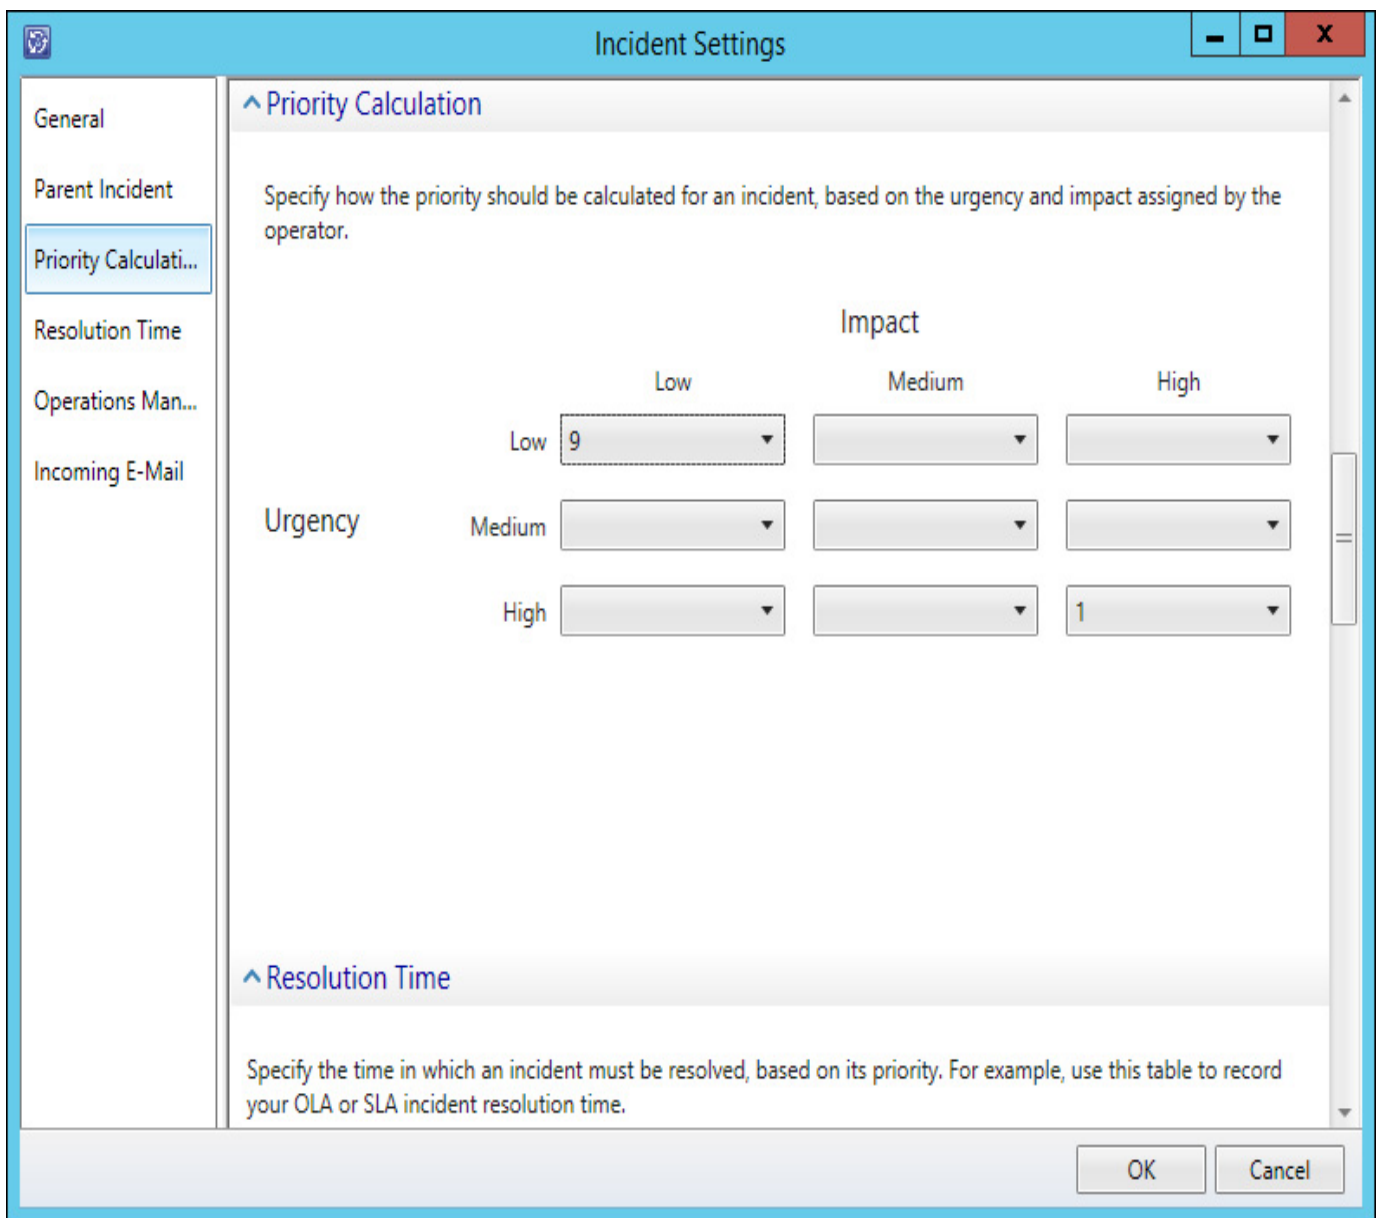 Incident Settings
General
Parent Incident
Priority Calculati...
Resolution Time
Operations Man...
Incoming E-Mail
Priority Calculation
Specify how the priority should be calculated for an incident, based on the urgency and impact assigned by the
operator.
Impact
Low Medium High
Low 9
Urgency Medium
High 1
Resolution Time
Specify the time in which an incident must be resolved, based on its priority. For example, use this table to record
your OLA or SLA incident resolution time.
OK Cancel